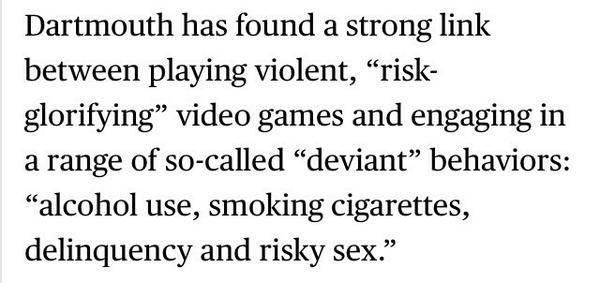 Dartmouth has found a strong link
between playing violent, “risk-
glorifying” video games and engaging in
a range of so-called “deviant” behaviors:
“alcohol use, smoking cigarettes,
delinquency and risky sex.”